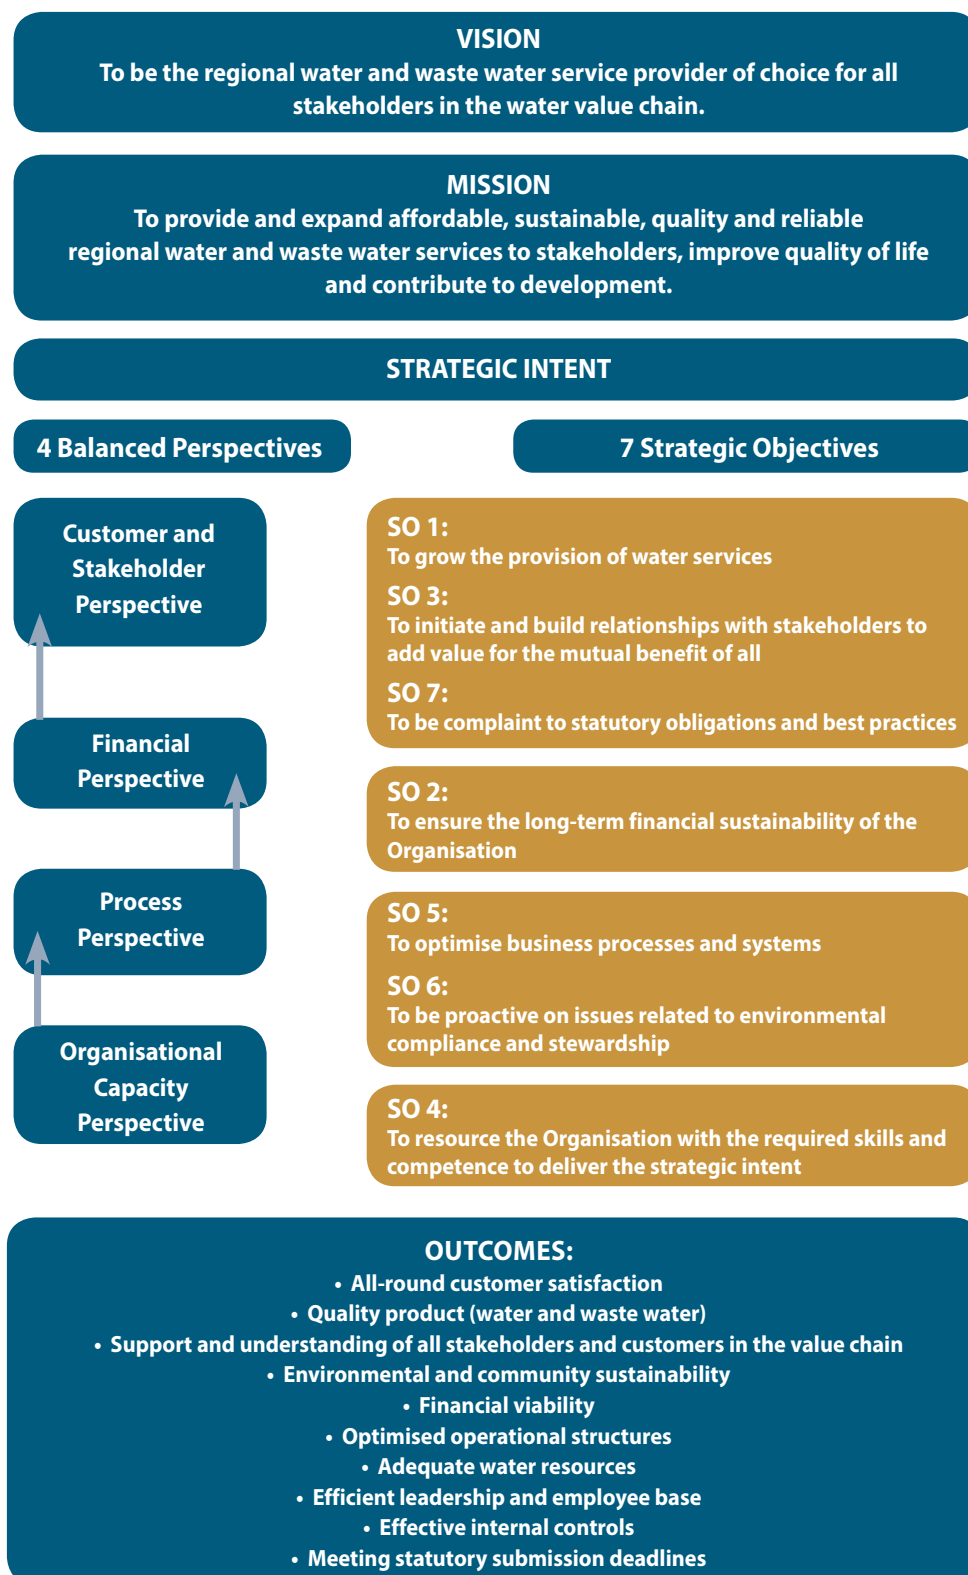 VISION
To be the regional water and waste water service provider of choice for all
stakeholders in the water value chain.
MISSION
To provide and expand affordable, sustainable, quality and reliable
regional water and waste water services to stakeholders, improve quality of life
and contribute to development.
STRATEGIC INTENT
4 Balanced Perspectives
7 Strategic Objectives
Customer and
Stakeholder
Perspective
SO 1:
To grow the provision of water services
SO 3:
To initiate and build relationships with stakeholders to
add value for the mutual benefit of all
SO 7:
To be complaint to statutory obligations and best practices
Financial
Perspective
SO 2:
To ensure the long-term financial sustainability of the
Organisation
Process
Perspective
SO 5:
To optimise business processes and systems
SO 6:
To be proactive on issues related to environmental
compliance and stewardship
Organisational
Capacity
Perspective
SO 4:
To resource the Organisation with the required skills and
competence to deliver the strategic intent
OUTCOMES:
• All-round customer satisfaction
• Quality product (water and waste water)
• Support and understanding of all stakeholders and customers in the value chain
• Environmental and community sustainability
• Financial viability
• Optimised operational structures
• Adequate water resources
• Efficient leadership and employee base
• Effective internal controls
• Meeting statutory submission deadlines